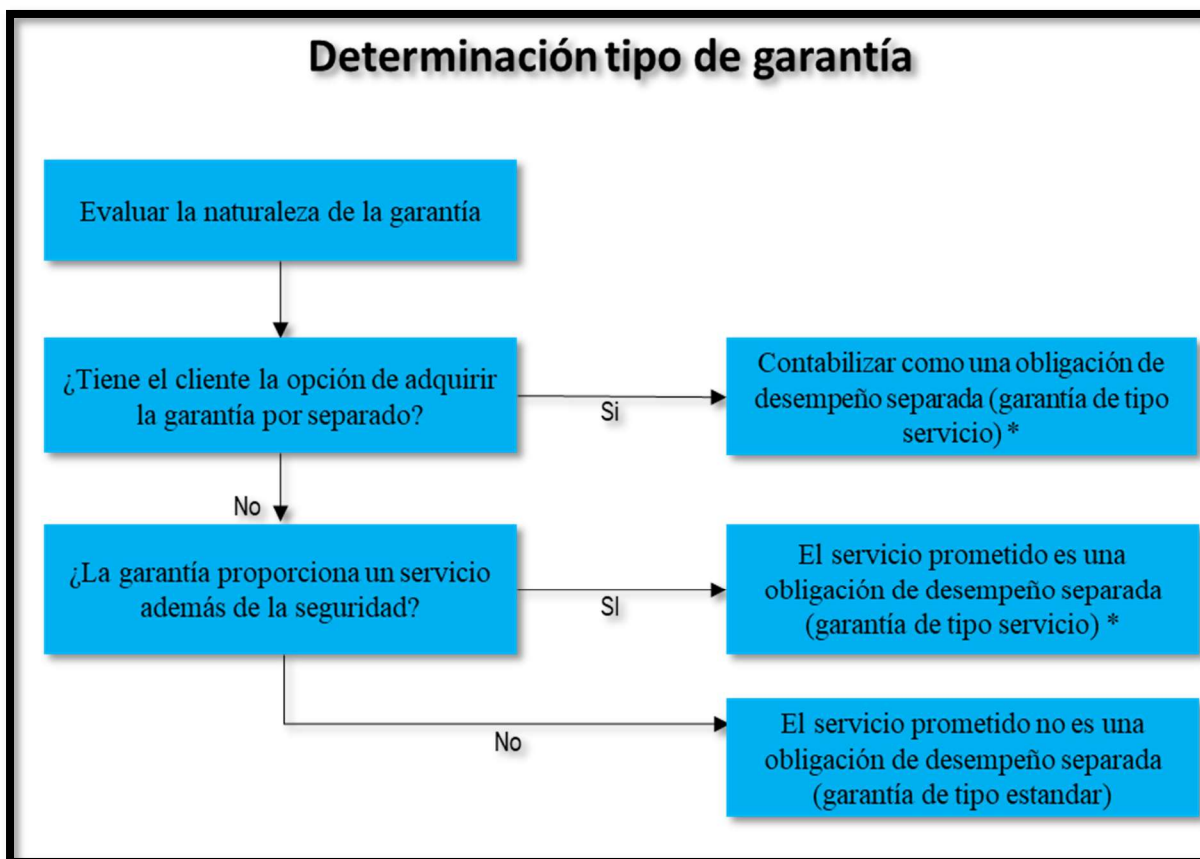 Determinación tipo de garantía
Evaluar la naturaleza de la garantía
¿Tiene el cliente la opción de adquirir
la garantía por separado?
Si
Contabilizar como una obligación de
desempeño separada (garantía de tipo
servicio) *
No
¿La garantía proporciona un servicio
además de la seguridad?
SI
El servicio prometido es una
obligación de desempeño separada
(garantía de tipo servicio) *
No
El servicio prometido no es una
obligación de desempeño separada
(garantía de tipo estandar)